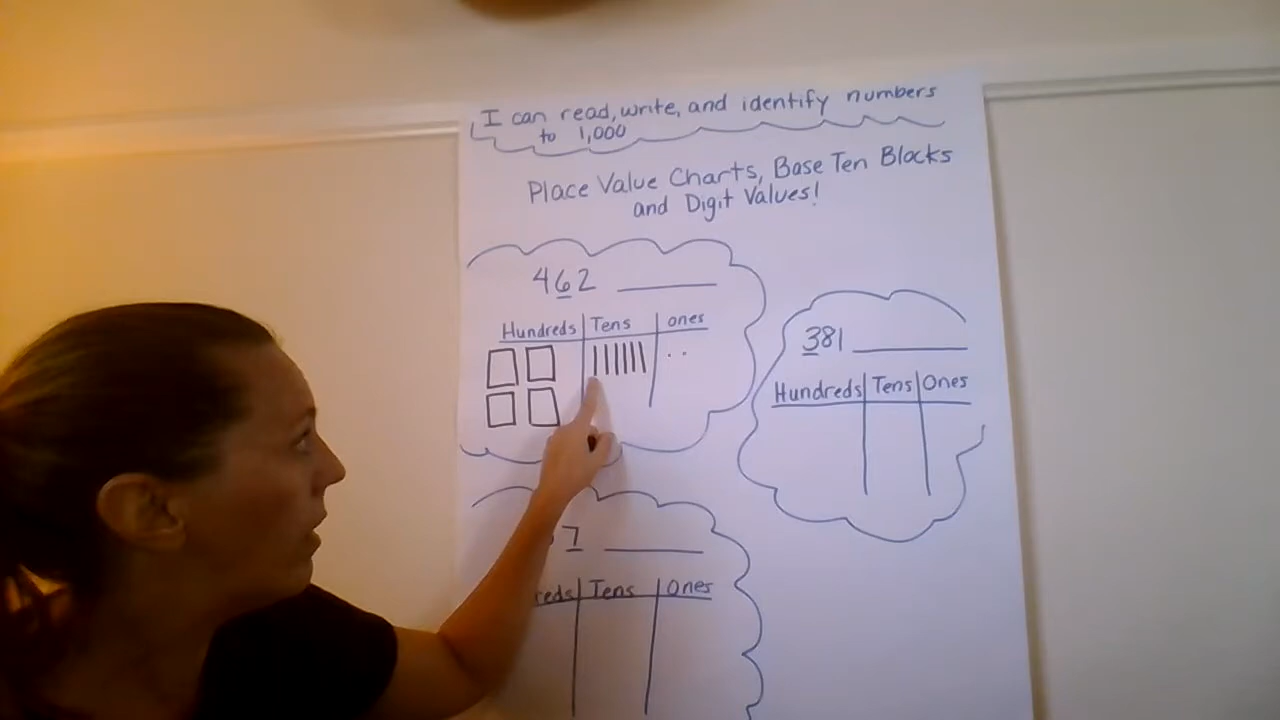 I can read, write, and identify numbers
to 1,000
Place Value Charts, Base Ten Blocks
and Digit Values!
462
Hundreds Tens ones
381
Hundreds Tens Ones
7
Tens Ones